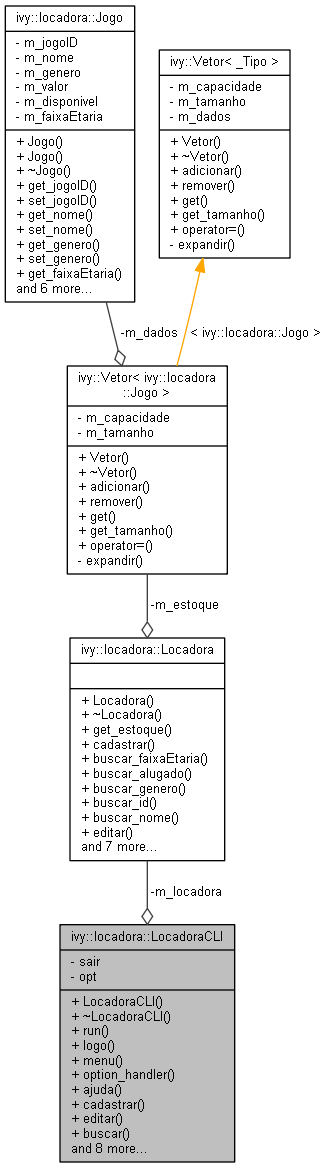 ivy::locadora::Jogo
- m_jogoID
- m_nome
- m_genero
- m_valor
- m_disponivel
- m_faixaEtaria
+ Jogo()
+ Jogo()
+ ~Jogo()
+ get_jogoID()
+ set_jogoID()
+ get_nome()
+ set_nome()
+ get_genero()
+ set_genero()
+ get_faixaEtaria()
and 6 more...
ivy::Vetor< _Tipo >
- m_capacidade
- m_tamanho
- m_dados
+ Vetor()
+ ~Vetor()
+ adicionar()
+ remover()
+ get()
+ get_tamanho()
+ operator=()
- expandir()
-m_dados
< ivy::locadora::Jogo >
ivy::Vetor< ivy::locadora
::Jogo >
- m_capacidade
- m_tamanho
+ Vetor()
+ ~Vetor()
+ adicionar()
+ remover()
+ get()
+ get_tamanho()
+ operator=()
- expandir()
-m_estoque
ivy::locadora::Locadora
+ Locadora()
+ ~Locadora()
+ get_estoque()
+ cadastrar()
+ buscar_faixaEtaria()
+ buscar_alugado()
+ buscar_genero()
+ buscar_id()
+ buscar_nome()
+ editar()
and 7 more...
-m_locadora
ivy::locadora::LocadoraCLI
- sair
- opt
+ LocadoraCLI()
+ ~LocadoraCLI()
+ run()
+ logo()
+ menu()
+ option_handler()
+ ajuda()
+ cadastrar()
+ editar()
+ buscar()
and 8 more...